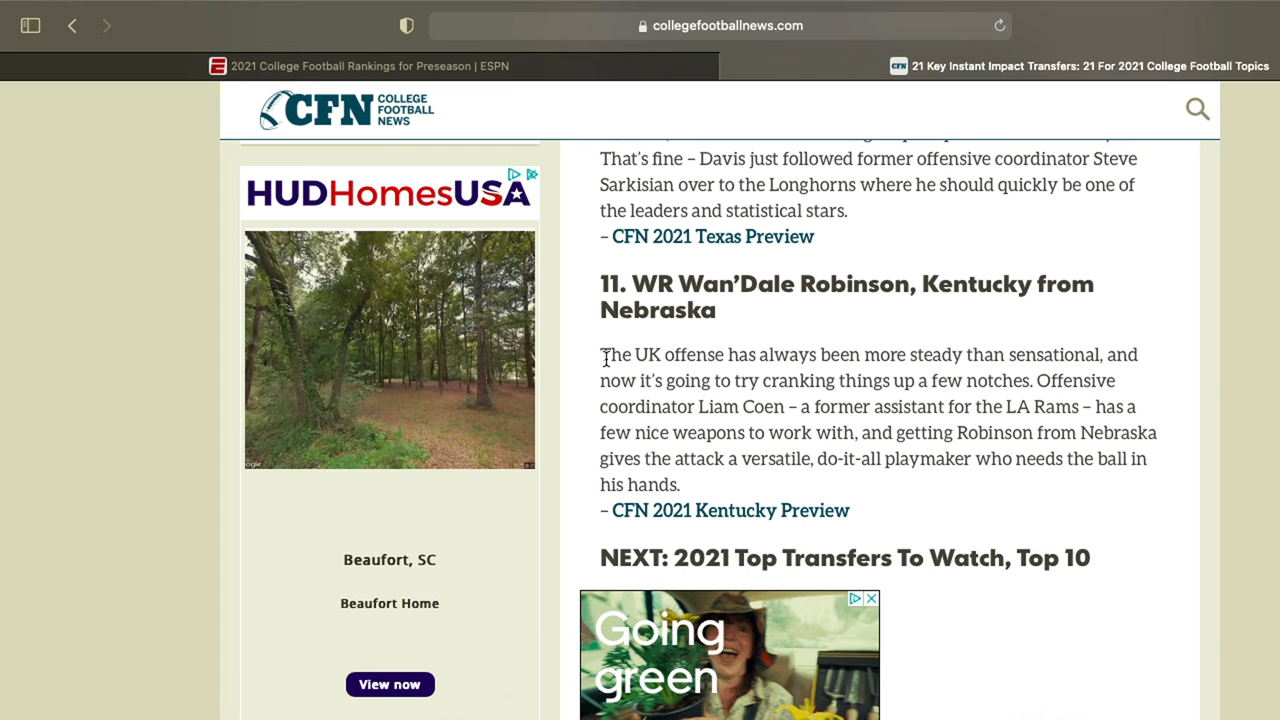 collegefootballnews.com
2021 College Football Rankings for Preseason | ESPN
CFN 21 Key Instant Impact Transfers: 21 For 2021 College Football Topics
CFN COLLEGE
FOOTBALL
NEWS
That's fine – Davis just followed former offensive coordinator Steve
Sarkisian over to the Longhorns where he should quickly be one of
the leaders and statistical stars.
– CFN 2021 Texas Preview
11. WR Wan'Dale Robinson, Kentucky from
Nebraska
The UK offense has always been more steady than sensational, and
now it's going to try cranking things up a few notches. Offensive
coordinator Liam Coen – a former assistant for the LA Rams – has a
few nice weapons to work with, and getting Robinson from Nebraska
gives the attack a versatile, do-it-all playmaker who needs the ball in
his hands.
– CFN 2021 Kentucky Preview
NEXT: 2021 Top Transfers To Watch, Top 10
HUDHomesUSA
Beaufort, SC
Beaufort Home
View now
Going
green